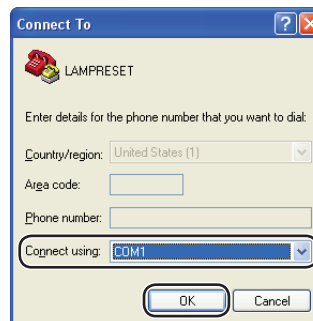 Connect To
LAMPRESET
Enter details for the phone number that you want to dial:
Country/region: United States (1)
Area code:
Phone number:
Connect using: COM1
OK Cancel